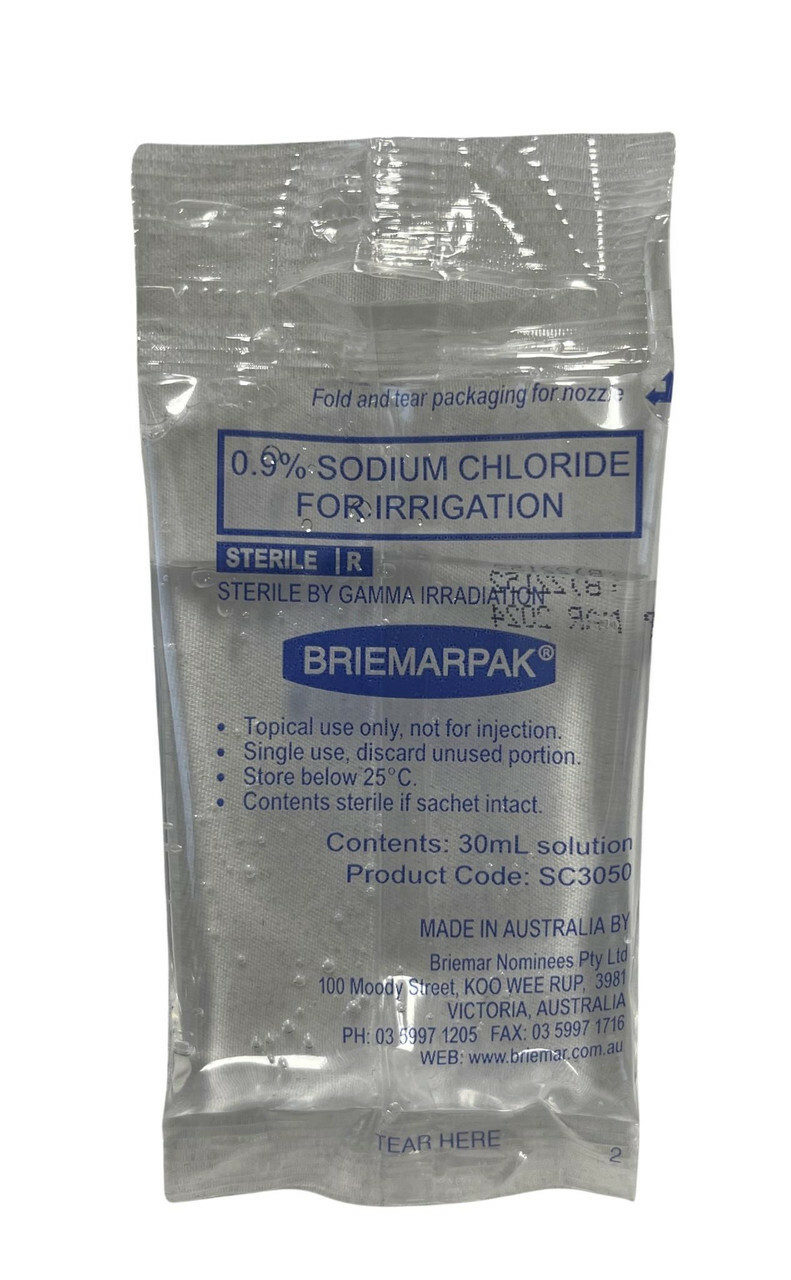 Fold and tear packaging for nozzle
0.9% SODIUM CHLORIDE
FOR IRRIGATION
STERILE R
STERILE BY GAMMA IRRADIATION
MAR 2024
BRIEMARPAK®
• Topical use only, not for injection.
• Single use, discard unused portion.
• Store below 25°C.
• Contents sterile if sachet intact.
Contents: 30mL solution
Product Code: SC3050
MADE IN AUSTRALIA BY
Briemar Nominees Pty Ltd
100 Moody Street, KOO WEE RUP, 3981
VICTORIA, AUSTRALIA
PH: 03 5997 1205 FAX: 03 5997 1716
WEB: www.briemar.com.au
TEAR HERE
2